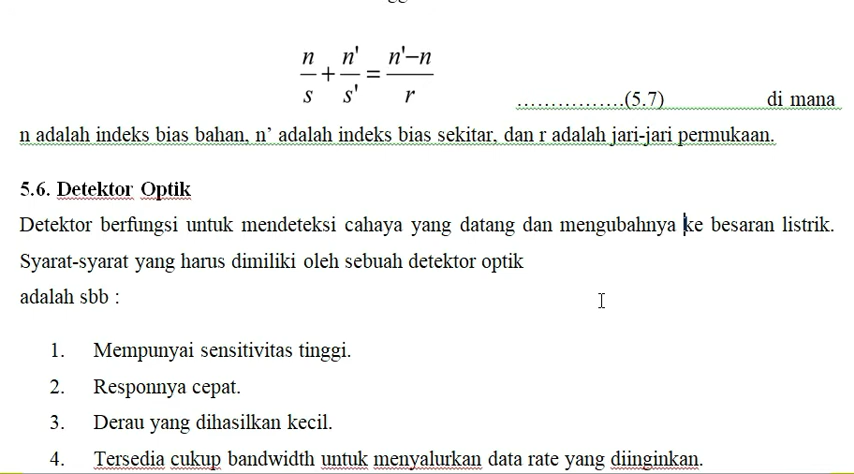 n/s + n'/s' = (n'−n)/r ................(5.7) di mana
n adalah indeks bias bahan, n’ adalah indeks bias sekitar, dan r adalah jari-jari permukaan.
5.6. Detektor Optik
Detektor berfungsi untuk mendeteksi cahaya yang datang dan mengubahnya ke besaran listrik.
Syarat-syarat yang harus dimiliki oleh sebuah detektor optik
adalah sbb :
1. Mempunyai sensitivitas tinggi.
2. Responnya cepat.
3. Derau yang dihasilkan kecil.
4. Tersedia cukup bandwidth untuk menyalurkan data rate yang diinginkan.